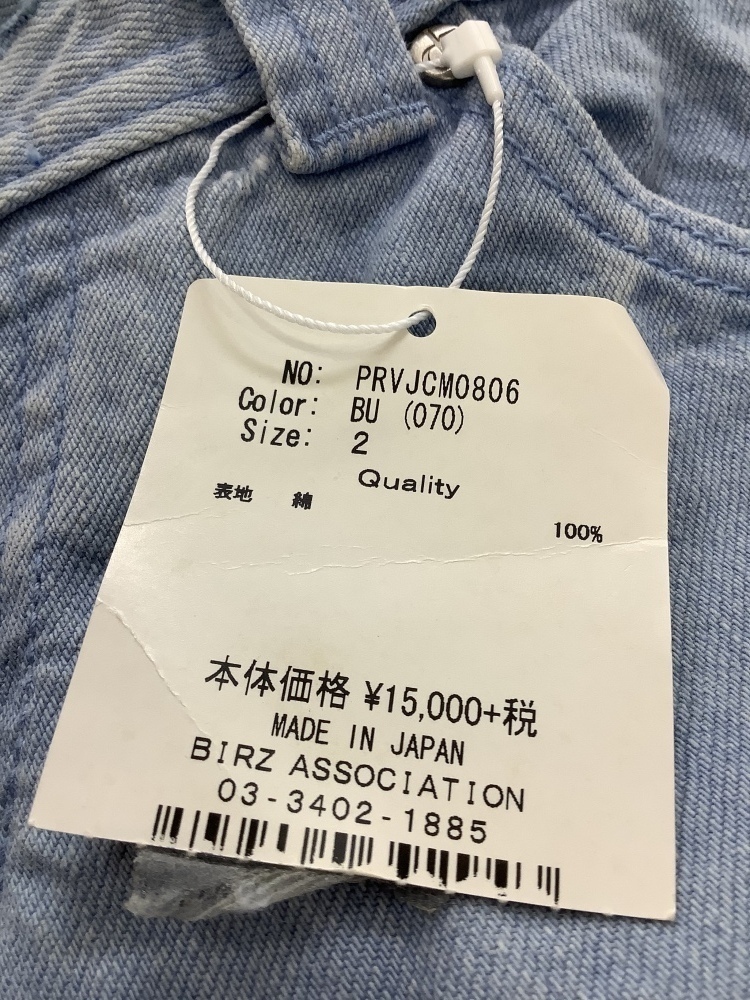 NO: PRVJCM0806
Color: BU (070)
Size: 2
Quality
表地 綿 100%
本体価格 ¥15,000+税
MADE IN JAPAN
BIRZ ASSOCIATION
03-3402-1885